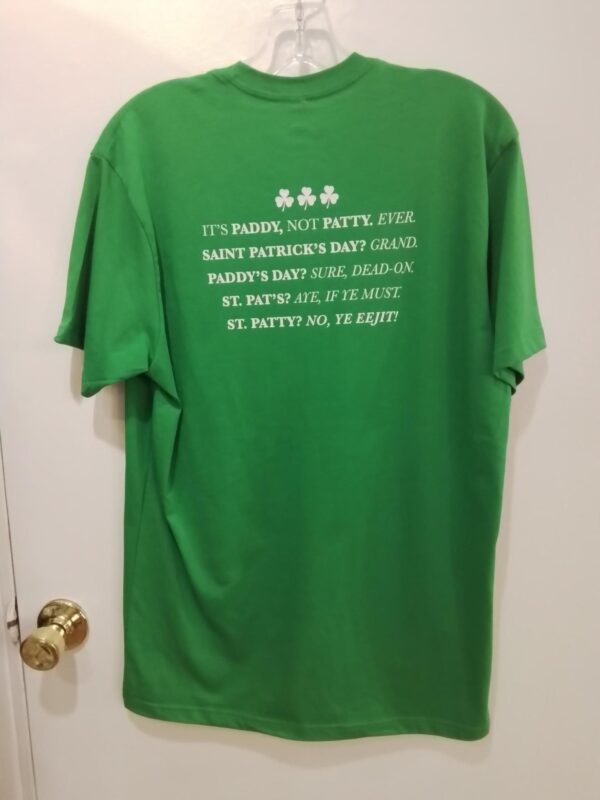 IT'S PADDY, NOT PATTY. EVER.
SAINT PATRICK'S DAY? GRAND.
PADDY'S DAY? SURE, DEAD-ON.
ST. PAT'S? AYE, IF YE MUST.
ST. PATTY? NO, YE EEJIT!